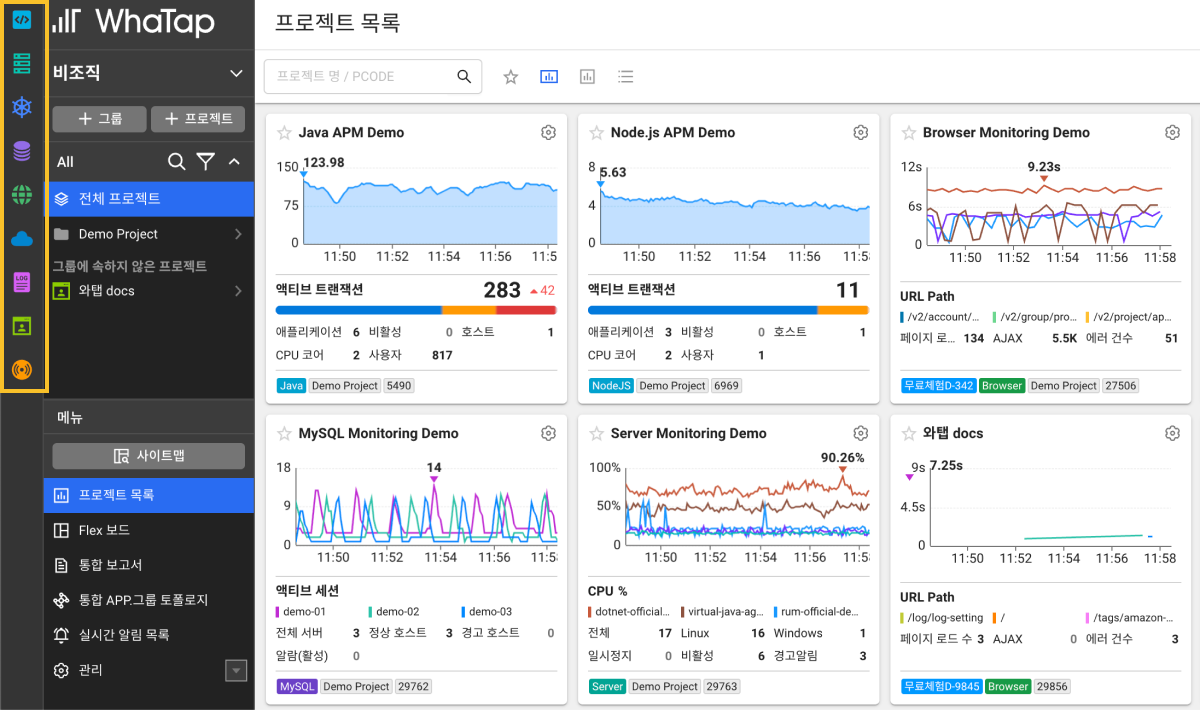 WhaTap
비조직
+ 그룹
+ 프로젝트
All
전체 프로젝트
Demo Project
그룹에 속하지 않은 프로젝트
와탭 docs
LOG
메뉴
사이트맵
프로젝트 목록
Flex 보드
통합 보고서
통합 APP.그룹 토폴로지
실시간 알림 목록
관리
프로젝트 목록
프로젝트 명 / PCODE
Java APM Demo
123.98
150
75
0
11:50 11:52 11:54 11:56 11:5
액티브 트랜잭션 283 42
애플리케이션 6 비활성 0 호스트 1
CPU 코어 2 사용자 817
Java Demo Project 5490
Node.js APM Demo
5.63
8
4
0
11:50 11:52 11:54 11:56 11:58
액티브 트랜잭션 11
애플리케이션 3 비활성 0 호스트 1
CPU 코어 2 사용자 1
NodeJS Demo Project 6969
Browser Monitoring Demo
9.23s
12s
6s
0
11:50 11:52 11:54 11:56 11:58
URL Path
/v2/account/... /v2/group/pro... /v2/project/ap...
페이지 로... 134 AJAX 5.5K 에러 건수 51
무료체험D-342 Browser Demo Project 27506
MySQL Monitoring Demo
14
18
9
0
11:50 11:52 11:54 11:56 11:58
액티브 세션
demo-01 demo-02 demo-03
전체 서버 3 정상 호스트 3 경고 호스트 0
알람(활성) 0
MySQL Demo Project 29762
Server Monitoring Demo
90.26%
100%
50%
0
11:50 11:52 11:54 11:56 11:58
CPU %
dotnet-official... virtual-java-ag... rum-official-de...
전체 17 Linux 16 Windows 1
일시정지 0 비활성 6 경고알림 3
Server Demo Project 29763
와탭 docs
7.25s
9s
4.5s
0
11:50 11:52 11:54 11:56 11:58
URL Path
/log/log-setting / /tags/amazon-...
페이지 로드 수 3 AJAX 0 에러 건수 3
무료체험D-9845 Browser 29856